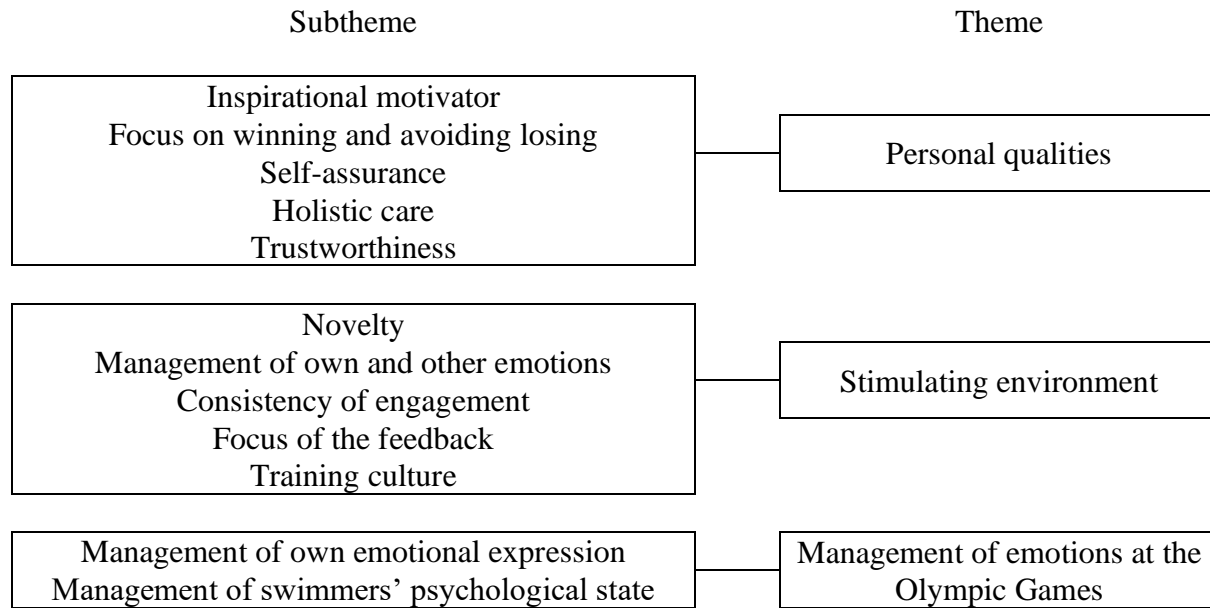 Subtheme
Theme
Inspirational motivator
Focus on winning and avoiding losing
Self-assurance
Holistic care
Trustworthiness
Personal qualities
Novelty
Management of own and other emotions
Consistency of engagement
Focus of the feedback
Training culture
Stimulating environment
Management of own emotional expression
Management of swimmers’ psychological state
Management of emotions at the
Olympic Games